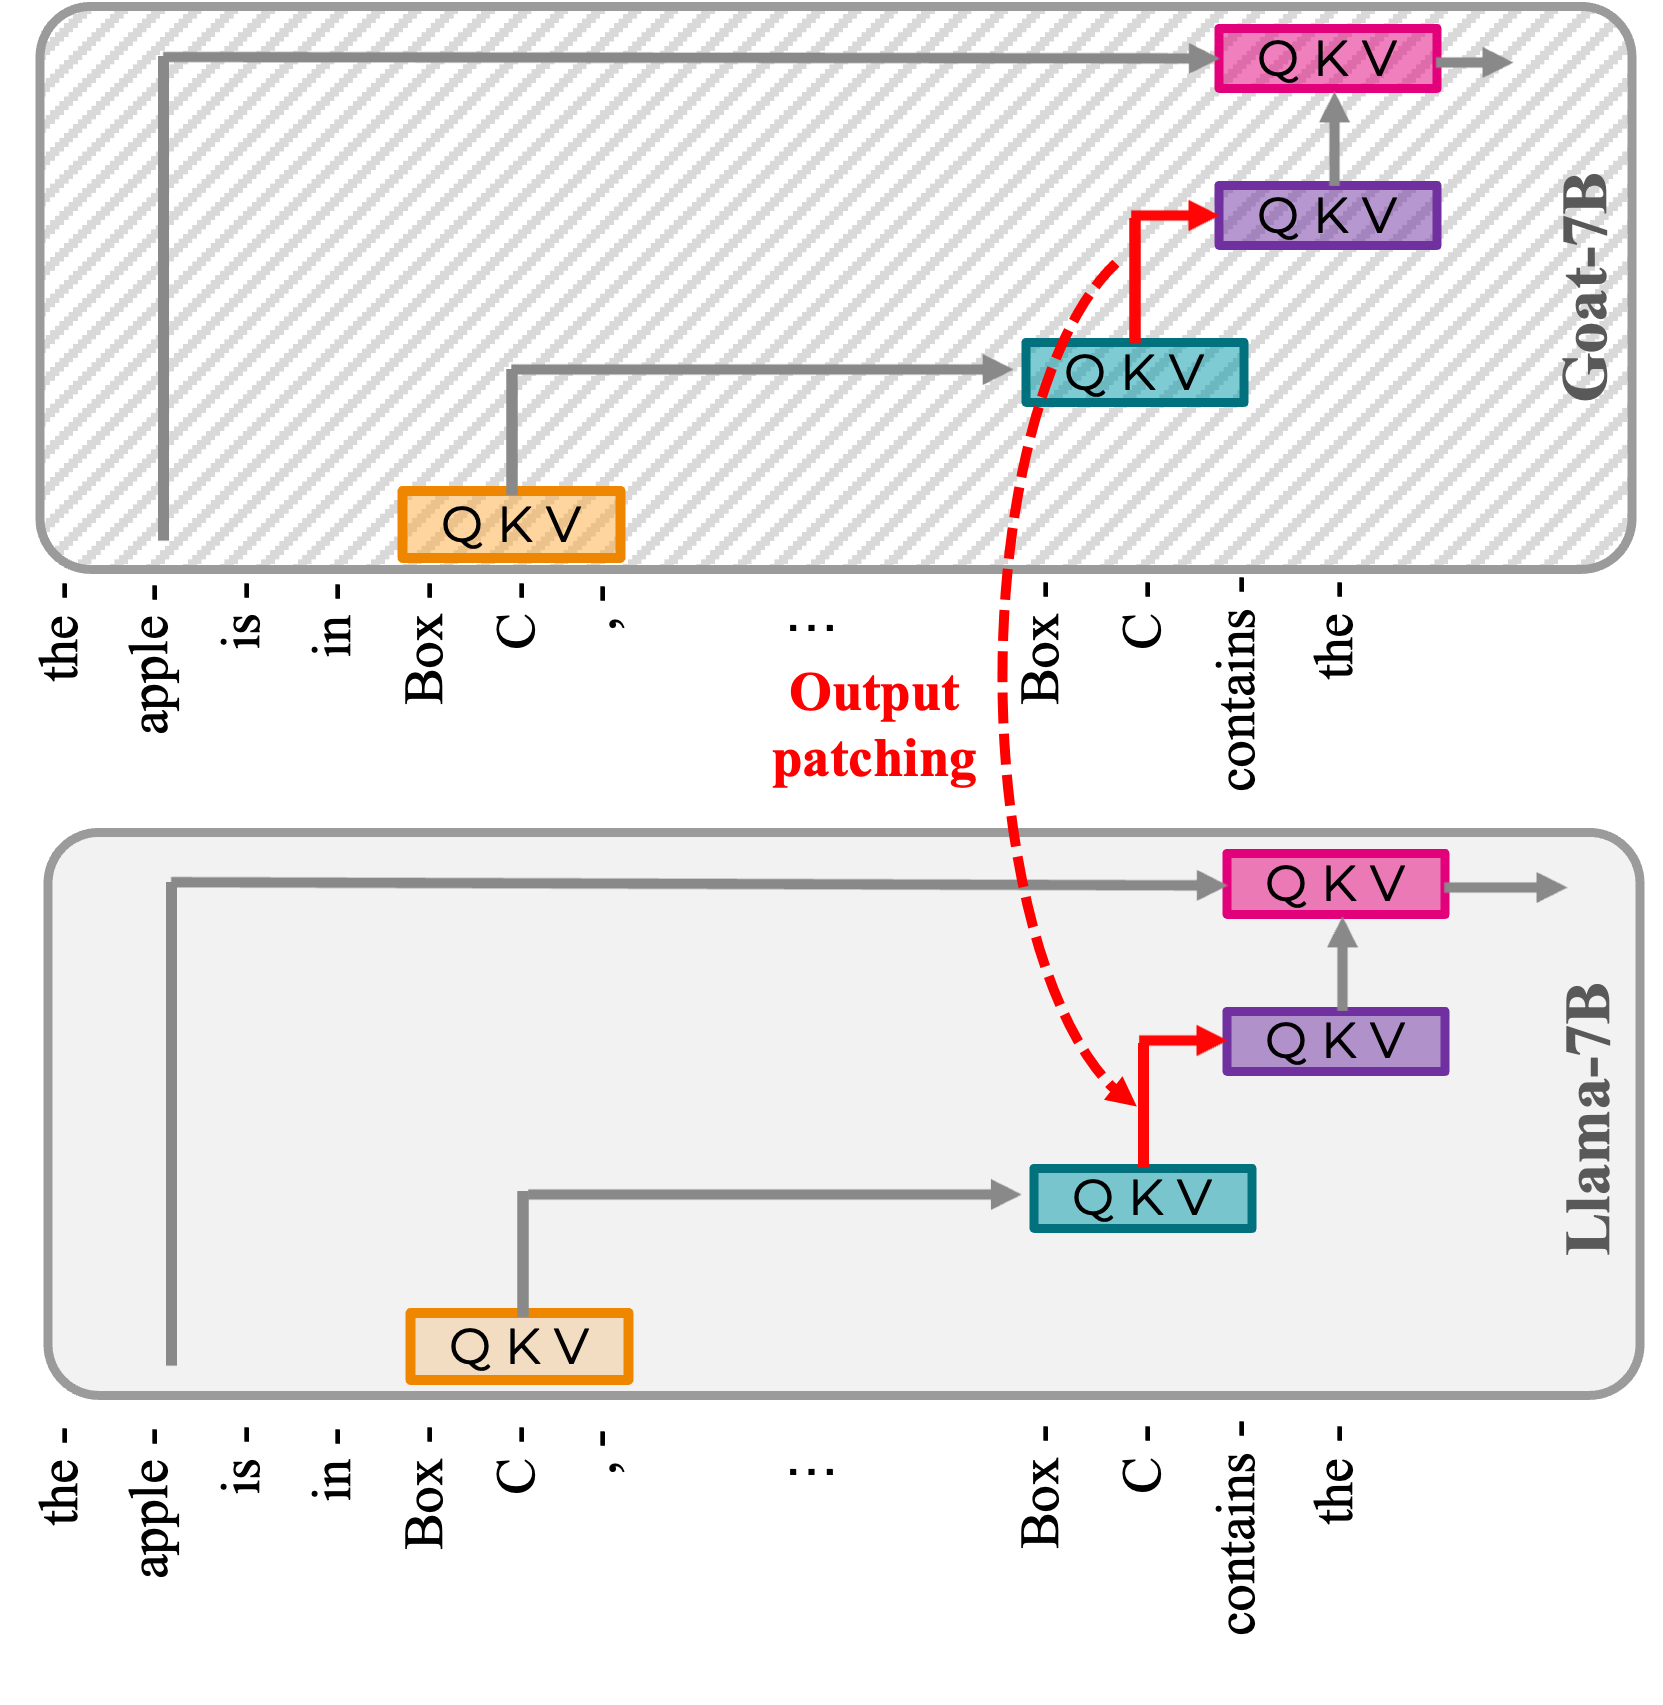 Q K V
Q K V
Q K V
Q K V
Goat-7B
the - apple - is - in - Box - C - , - ... Box - C - contains - the -
Output
patching
Q K V
Q K V
Q K V
Q K V
Llama-7B
the - apple - is - in - Box - C - , - ... Box - C - contains - the -